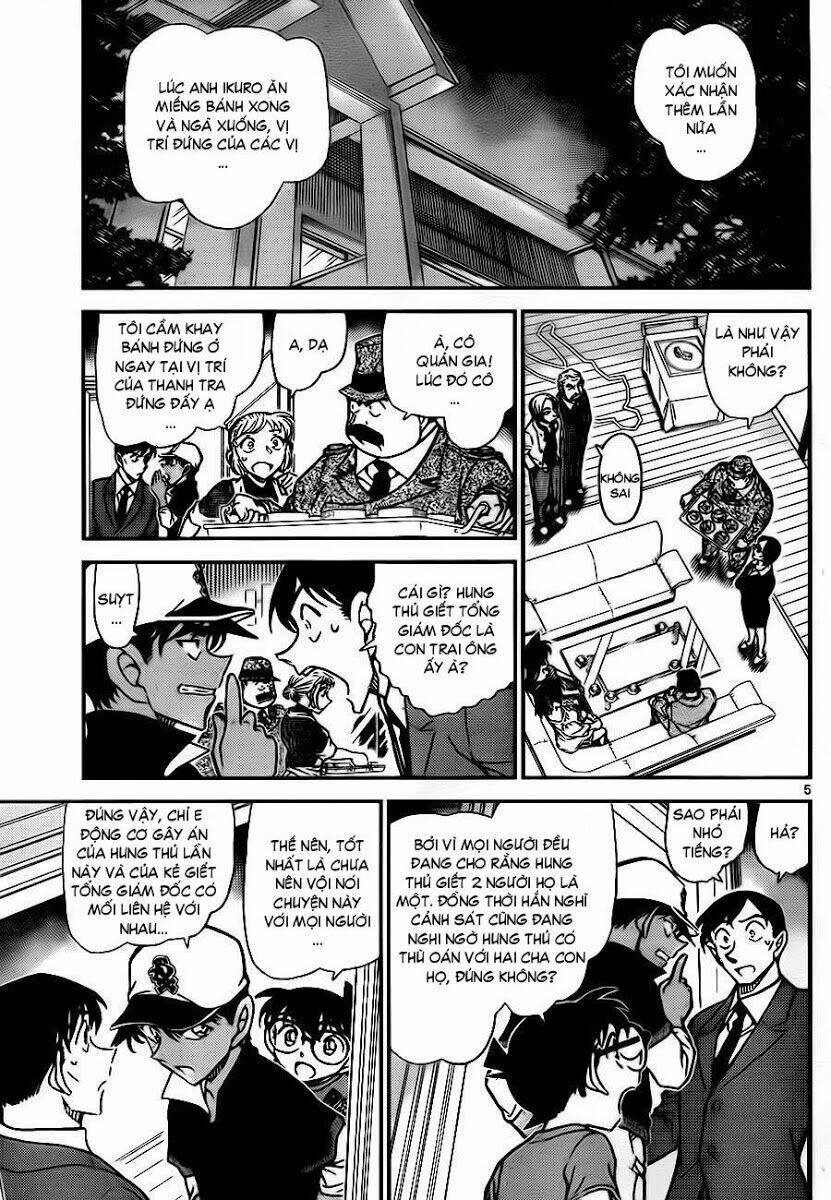 TÔI MUỐN
XÁC NHẬN
THÊM LẦN
NỮA
...
LÚC ANH IKURO ĂN
MIẾNG BÁNH XONG
VÀ NGÃ XUỐNG, VỊ
TRÍ ĐỨNG CỦA CÁC VỊ
...
LÀ NHƯ VẬY
PHẢI
KHÔNG?
KHÔNG
SAI
À, CÔ
QUẢN GIA!
LÚC ĐÓ CÔ
...
A, DẠ
TÔI CẦM KHAY
BÁNH ĐỨNG Ở
NGAY TẠI VỊ TRÍ
CỦA THANH TRA
ĐỨNG ĐẤY Ạ
...
CÁI GÌ? HUNG
THỦ GIẾT TỔNG
GIÁM ĐỐC LÀ
CON TRAI ÔNG
ẤY À?
SUỴT
...
5
HẢ?
SAO PHẢI
NHỎ
TIẾNG?
BỞI VÌ MỌI NGƯỜI ĐỀU
ĐANG CHO RẰNG HUNG
THỦ GIẾT 2 NGƯỜI HỌ LÀ
MỘT. ĐỒNG THỜI HẮN NGHĨ
CẢNH SÁT CŨNG ĐANG
NGHI NGỜ HUNG THỦ CÓ
THÙ OÁN VỚI HAI CHA CON
HỌ, ĐÚNG KHÔNG?
THẾ NÊN, TỐT
NHẤT LÀ CHƯA
NÊN VỘI NÓI
CHUYỆN NÀY
VỚI MỌI NGƯỜI
...
ĐÚNG VẬY, CHỈ E
ĐỘNG CƠ GÂY ÁN
CỦA HUNG THỦ LẦN
NÀY VÀ CỦA KẺ GIẾT
TỔNG GIÁM ĐỐC CÓ
MỐI LIÊN HỆ VỚI
NHAU...